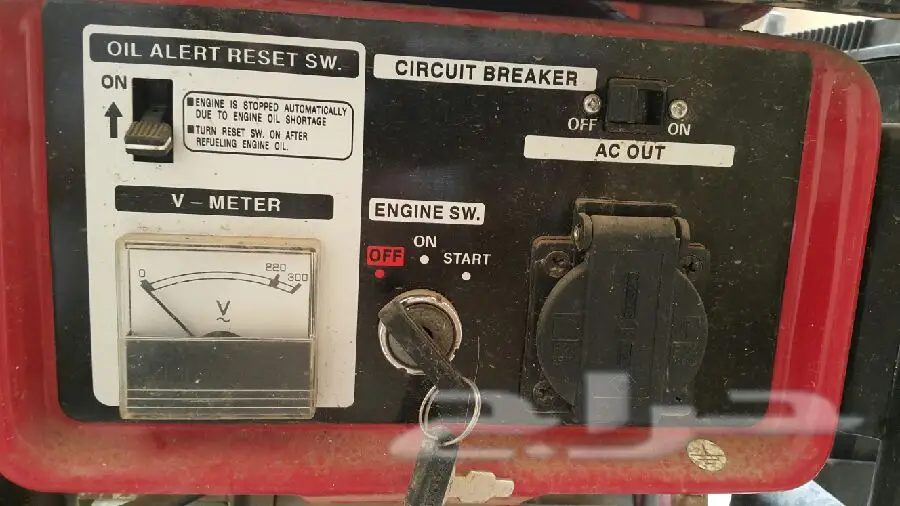 OIL ALERT RESET SW.
ON
■ENGINE IS STOPPED AUTOMATICALLY
DUE TO ENGINE OIL SHORTAGE
■TURN RESET SW. ON AFTER
REFUELING ENGINE OIL.
CIRCUIT BREAKER
OFF
ON
AC OUT
V – METER
0
220
300
V
ENGINE SW.
OFF
ON
START
حراج